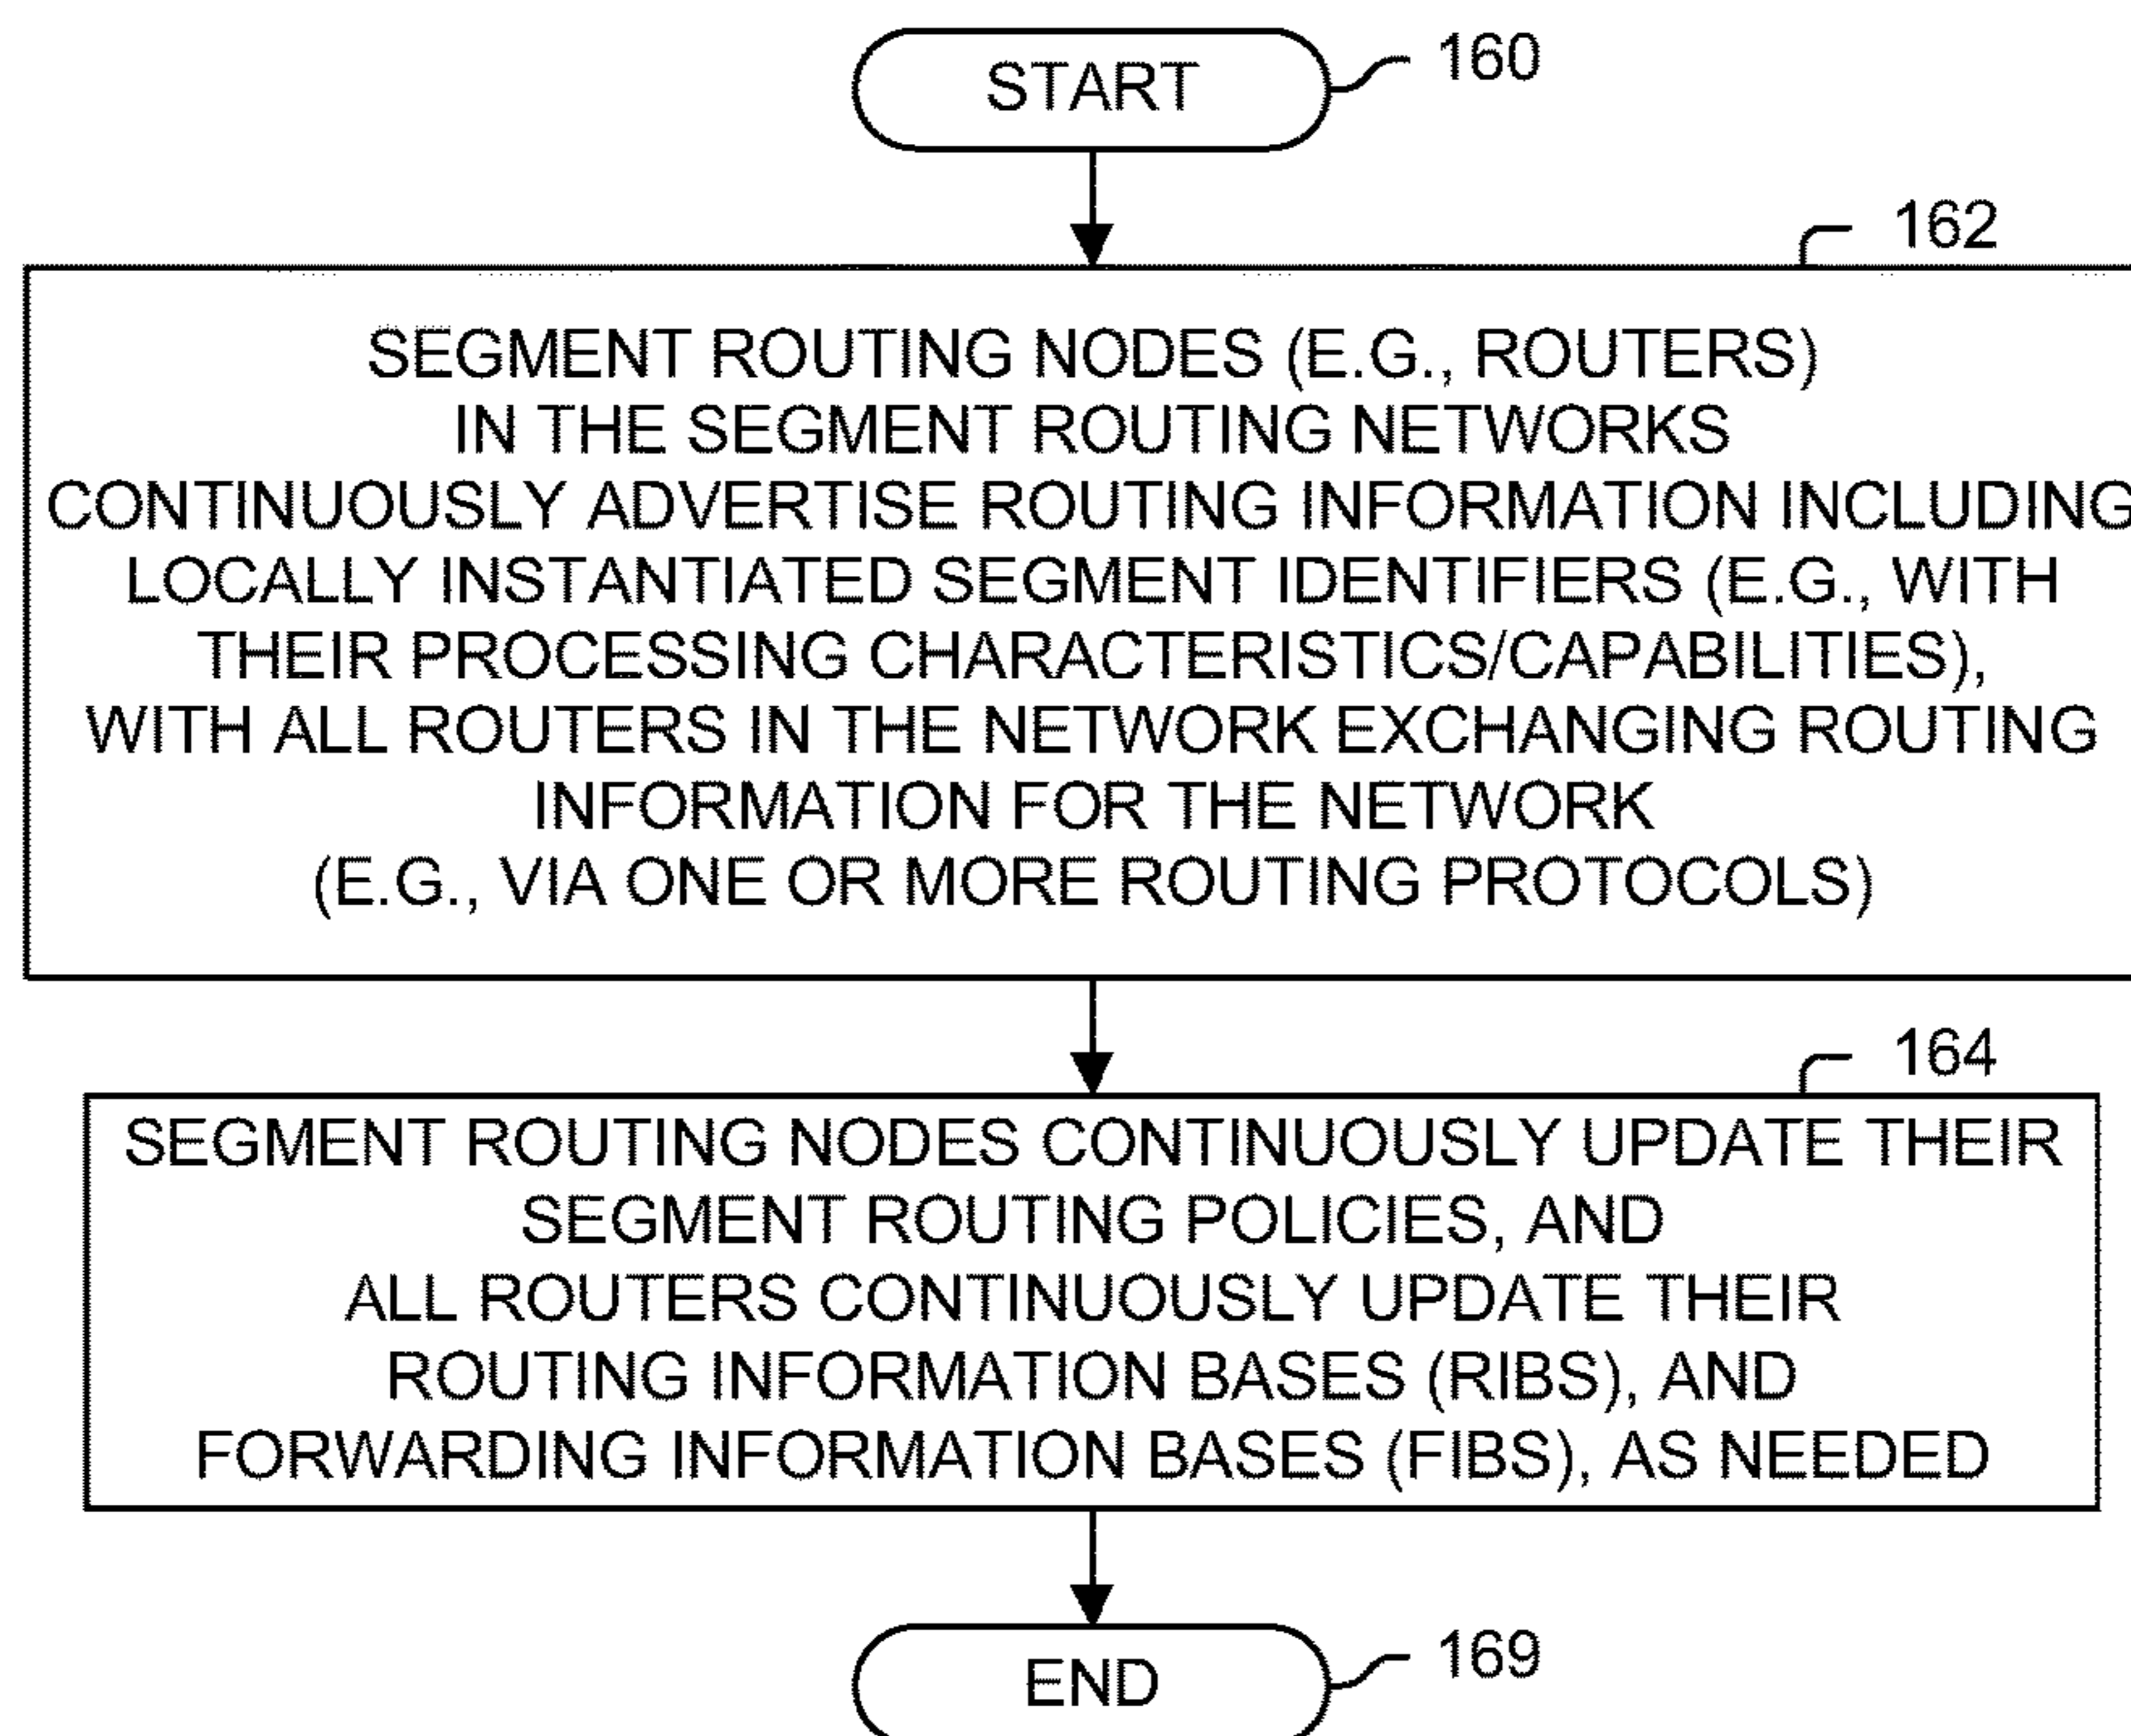 START
160
162
SEGMENT ROUTING NODES (E.G., ROUTERS)
IN THE SEGMENT ROUTING NETWORKS
CONTINUOUSLY ADVERTISE ROUTING INFORMATION INCLUDING
LOCALLY INSTANTIATED SEGMENT IDENTIFIERS (E.G., WITH
THEIR PROCESSING CHARACTERISTICS/CAPABILITIES),
WITH ALL ROUTERS IN THE NETWORK EXCHANGING ROUTING
INFORMATION FOR THE NETWORK
(E.G., VIA ONE OR MORE ROUTING PROTOCOLS)
164
SEGMENT ROUTING NODES CONTINUOUSLY UPDATE THEIR
SEGMENT ROUTING POLICIES, AND
ALL ROUTERS CONTINUOUSLY UPDATE THEIR
ROUTING INFORMATION BASES (RIBS), AND
FORWARDING INFORMATION BASES (FIBS), AS NEEDED
END
169